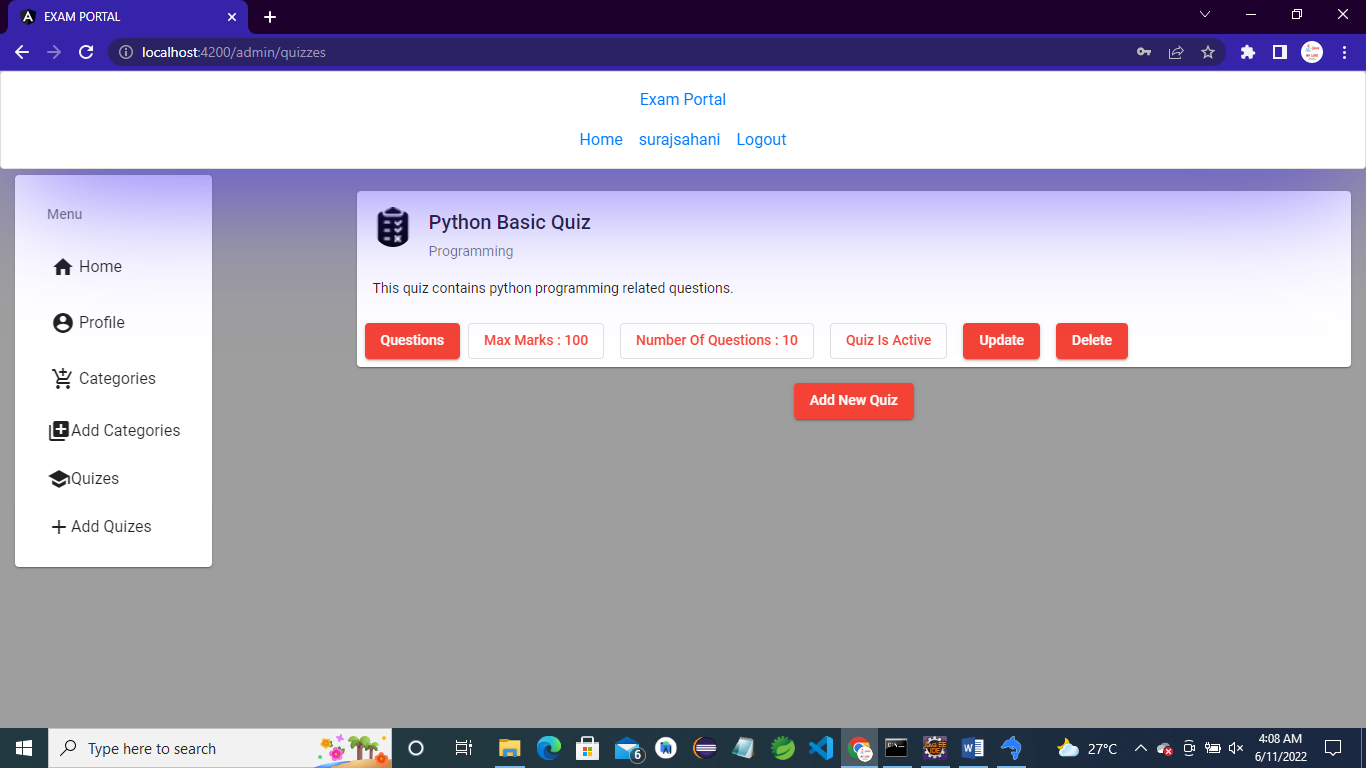 EXAM PORTAL
localhost:4200/admin/quizzes
Exam Portal
Home surajsahani Logout
Menu
Home
Profile
Categories
Add Categories
Quizes
Add Quizes
Python Basic Quiz
Programming
This quiz contains python programming related questions.
Questions Max Marks : 100 Number Of Questions : 10 Quiz Is Active Update Delete
Add New Quiz
Type here to search
6
27°C
4:08 AM
6/11/2022